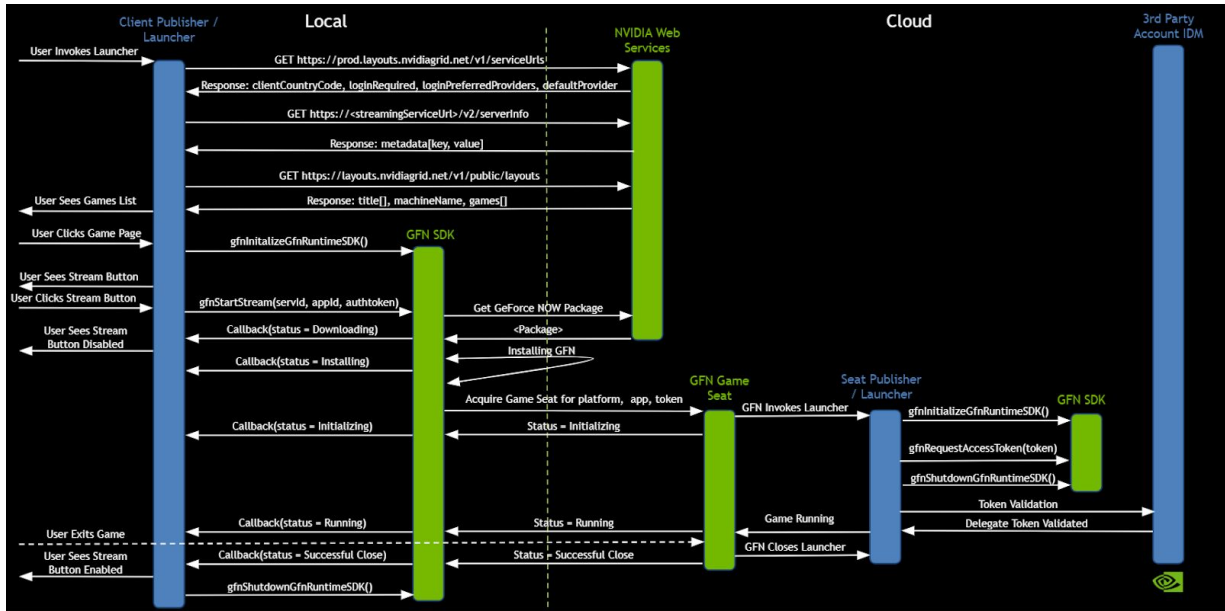 Client Publisher /
Launcher
Local
Cloud
NVIDIA Web
Services
3rd Party
Account IDM
User Invokes Launcher
GET https://prod.layouts.nvidiagrid.net/v1/serviceUrls
Response: clientCountryCode, loginRequired, loginPreferredProviders, defaultProvider
GET https://<streamingServiceUrl>/v2/serverInfo
Response: metadata[key, value]
GET https://layouts.nvidiagrid.net/v1/public/layouts
User Sees Games List
Response: title[], machineName, games[]
User Clicks Game Page
gfnInitalizeGfnRuntimeSDK()
GFN SDK
User Sees Stream Button
User Clicks Stream Button
gfnStartStream(servId, appId, authtoken)
Get GeForce NOW Package
User Sees Stream
Button Disabled
Callback(status = Downloading)
<Package>
Installing GFN
Callback(status = Installing)
GFN Game
Seat
Seat Publisher
/ Launcher
GFN SDK
Acquire Game Seat for platform, app, token
GFN Invokes Launcher
gfnInitializeGfnRuntimeSDK()
Callback(status = Initializing)
Status = Initializing
gfnRequestAccessToken(token)
gfnShutdownGfnRuntimeSDK()
Token Validation
Callback(status = Running)
Status = Running
Game Running
Delegate Token Validated
User Exits Game
GFN Closes Launcher
User Sees Stream
Button Enabled
Callback(status = Successful Close)
Status = Successful Close
gfnShutdownGfnRuntimeSDK()